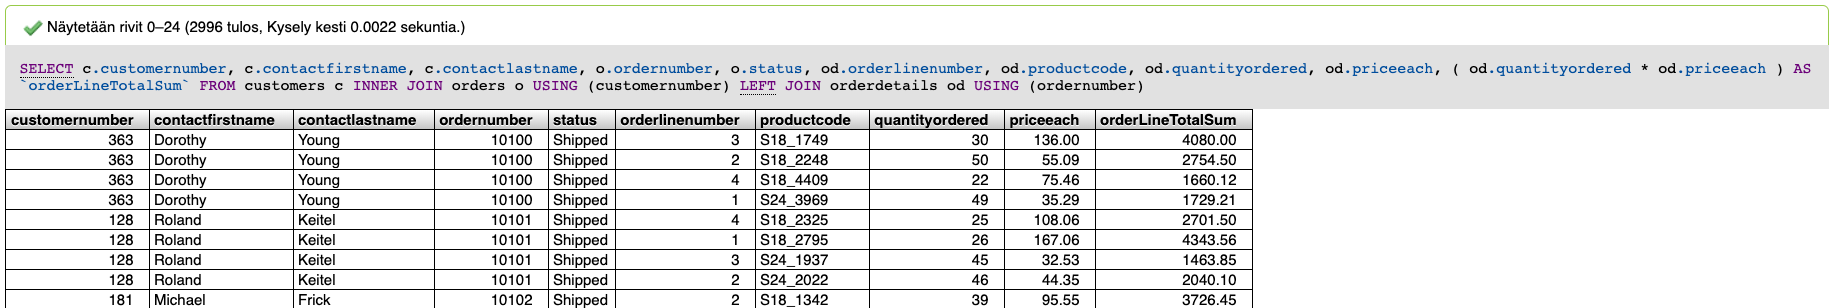 Näytetään rivit 0–24 (2996 tulos, Kysely kesti 0.0022 sekuntia.)
SELECT c.customernumber, c.contactfirstname, c.contactlastname, o.ordernumber, o.status, od.orderlinenumber, od.productcode, od.quantityordered, od.priceeach, ( od.quantityordered * od.priceeach ) AS
`orderLineTotalSum` FROM customers c INNER JOIN orders o USING (customernumber) LEFT JOIN orderdetails od USING (ordernumber)
customernumber contactfirstname contactlastname ordernumber status orderlinenumber productcode quantityordered priceeach orderLineTotalSum
363 Dorothy Young 10100 Shipped 3 S18_1749 30 136.00 4080.00
363 Dorothy Young 10100 Shipped 2 S18_2248 50 55.09 2754.50
363 Dorothy Young 10100 Shipped 4 S18_4409 22 75.46 1660.12
363 Dorothy Young 10100 Shipped 1 S24_3969 49 35.29 1729.21
128 Roland Keitel 10101 Shipped 4 S18_2325 25 108.06 2701.50
128 Roland Keitel 10101 Shipped 1 S18_2795 26 167.06 4343.56
128 Roland Keitel 10101 Shipped 3 S24_1937 45 32.53 1463.85
128 Roland Keitel 10101 Shipped 2 S24_2022 46 44.35 2040.10
181 Michael Frick 10102 Shipped 2 S18_1342 39 95.55 3726.45